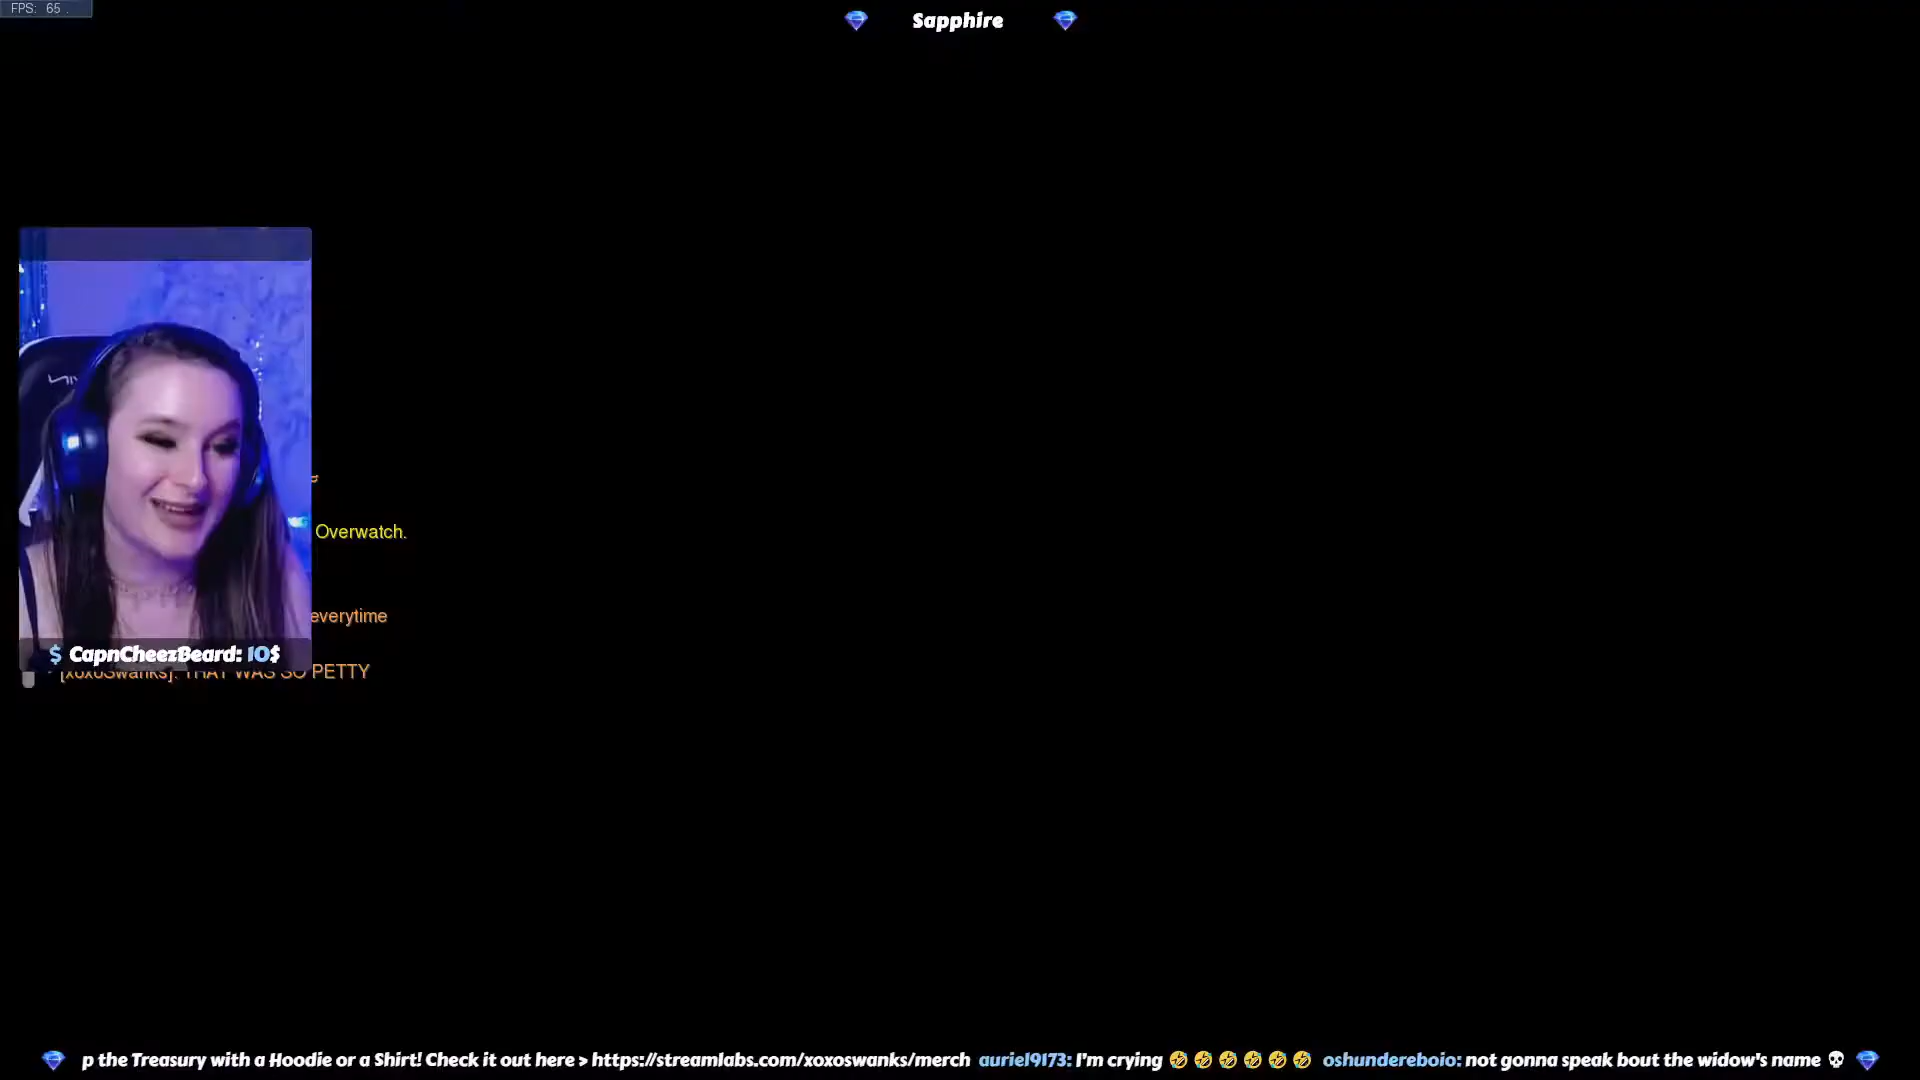 FPS: 65
Sapphire
Overwatch.
everytime
$ CapnCheezBeard: 10$
[xoxoSwanks]: THAT WAS SO PETTY
p the Treasury with a Hoodie or a Shirt! Check it out here > https://streamlabs.com/xoxoswanks/merch auriel9173: I'm crying 🤣🤣🤣🤣🤣🤣 oshundereboio: not gonna speak bout the widow's name 💀